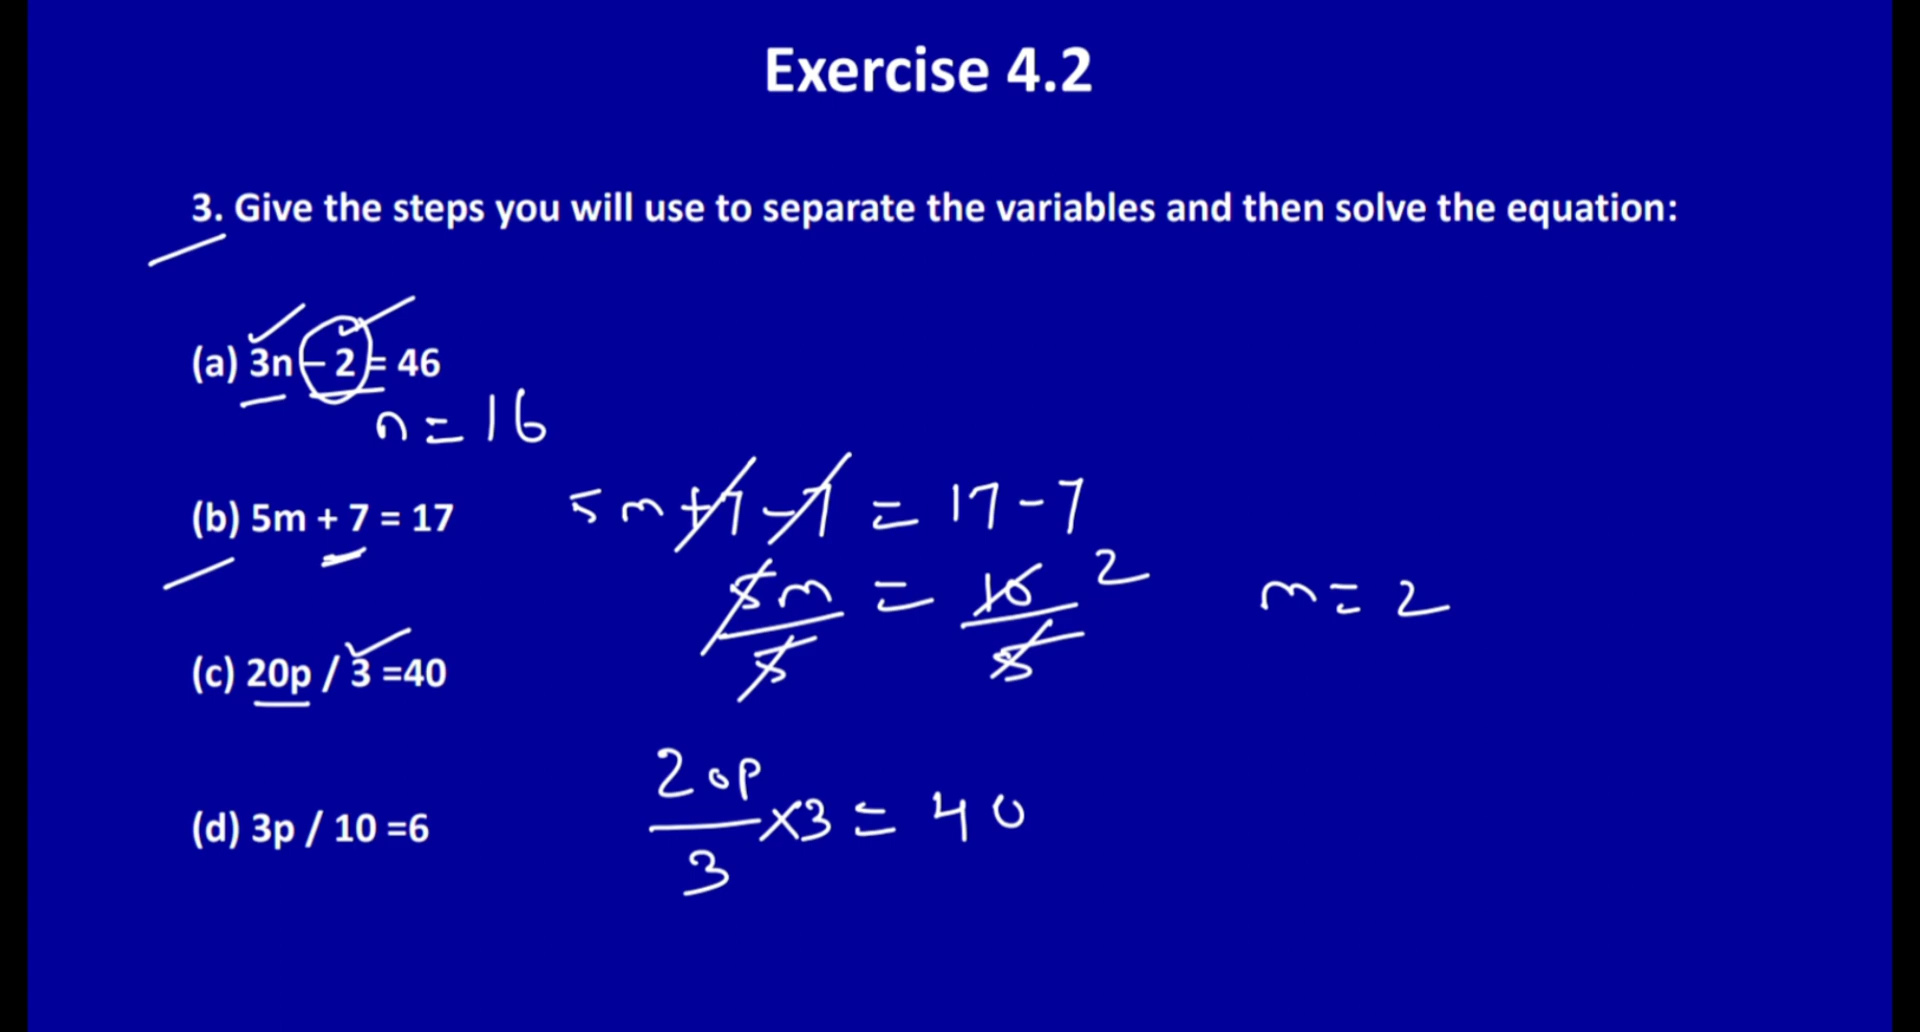 Exercise 4.2
3. Give the steps you will use to separate the variables and then solve the equation:
(a) 3n – 2 = 46
n = 16
(b) 5m + 7 = 17
5m + 7 - 7 = 17 - 7
5m/5 = 10/5 2
m = 2
(c) 20p / 3 =40
20p/3 × 3 = 40
(d) 3p / 10 =6